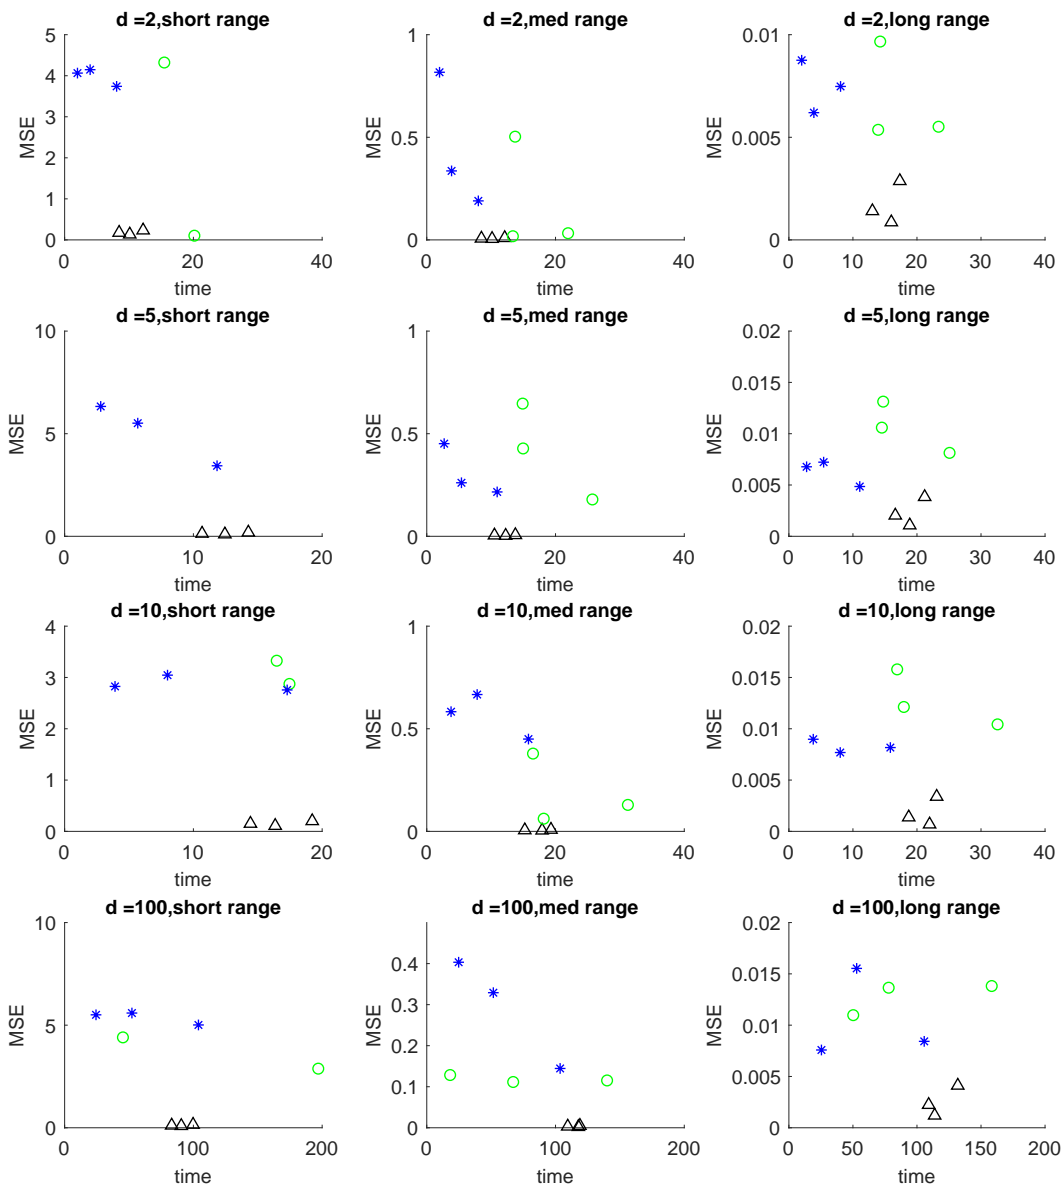 d =2,short range
5
4
3
2
1
0
MSE
0
20
40
time
d =2,med range
1
0.5
0
MSE
0
20
40
time
d =2,long range
0.01
0.005
0
MSE
0
10
20
30
40
time
d =5,short range
10
5
0
MSE
0
10
20
time
d =5,med range
1
0.5
0
MSE
0
20
40
time
d =5,long range
0.02
0.015
0.01
0.005
0
MSE
0
10
20
30
40
time
d =10,short range
4
3
2
1
0
MSE
0
10
20
time
d =10,med range
1
0.5
0
MSE
0
20
40
time
d =10,long range
0.02
0.015
0.01
0.005
0
MSE
0
10
20
30
40
time
d =100,short range
10
5
0
MSE
0
100
200
time
d =100,med range
0.4
0.3
0.2
0.1
0
MSE
0
100
200
time
d =100,long range
0.02
0.015
0.01
0.005
0
MSE
0
50
100
150
200
time